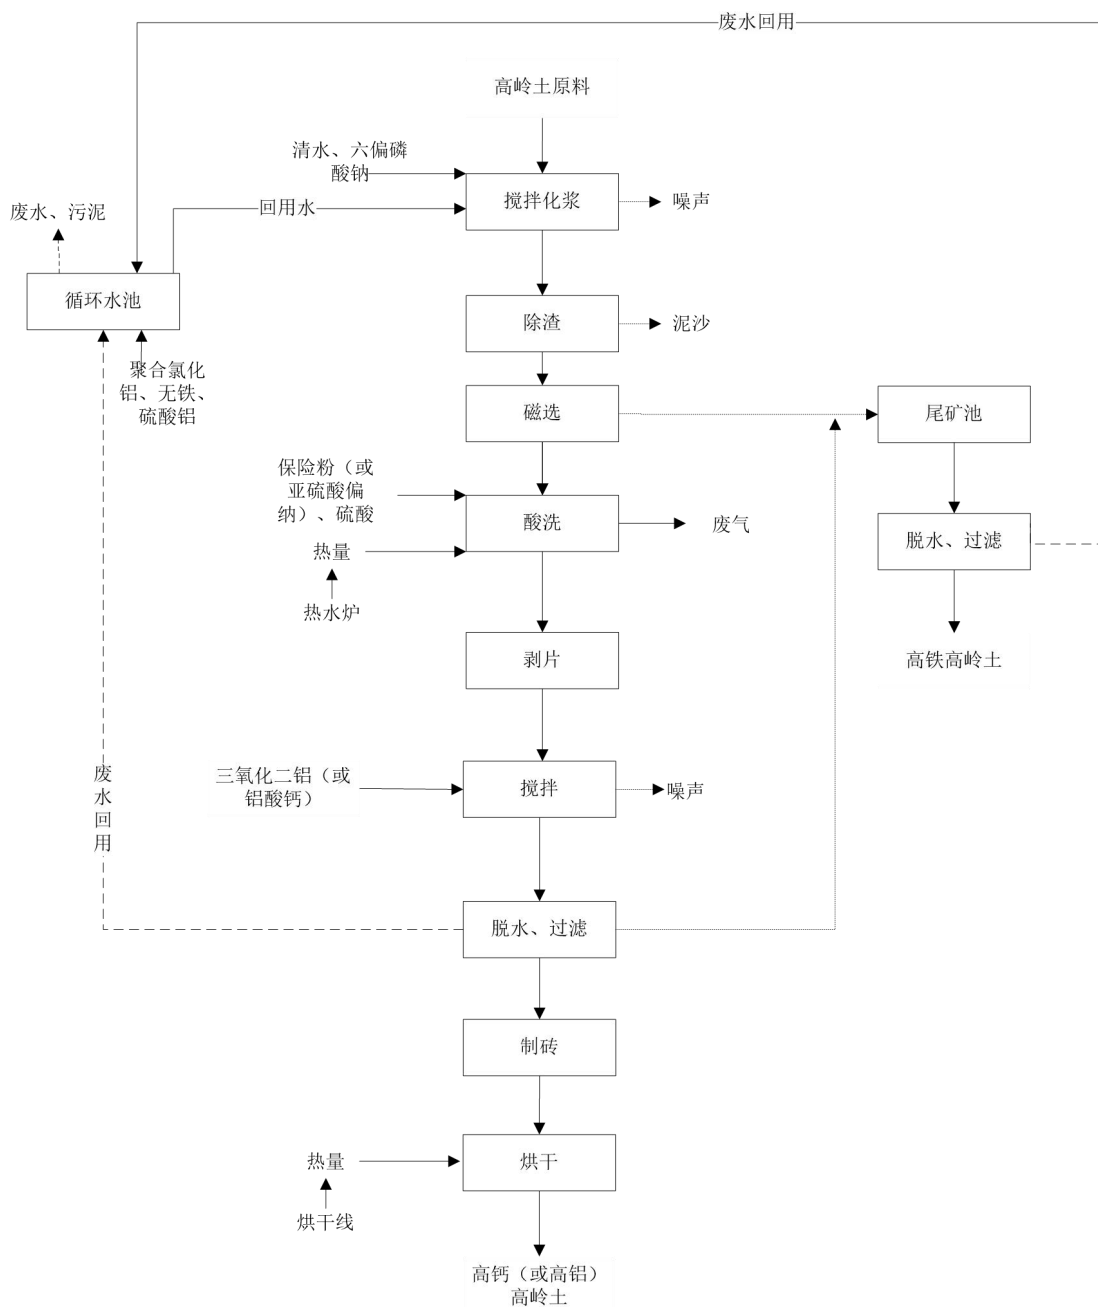 废水回用
高岭土原料
清水、六偏磷
酸钠
搅拌化浆
噪声
回用水
废水、污泥
循环水池
除渣
泥沙
聚合氯化
铝、无铁、
硫酸铝
磁选
尾矿池
保险粉（或
亚硫酸偏
纳）、硫酸
酸洗
废气
脱水、过滤
热量
热水炉
剥片
高铁高岭土
三氧化二铝（或
铝酸钙）
搅拌
噪声
废
水
回
用
脱水、过滤
制砖
热量
烘干
烘干线
高钙（或高铝）
高岭土